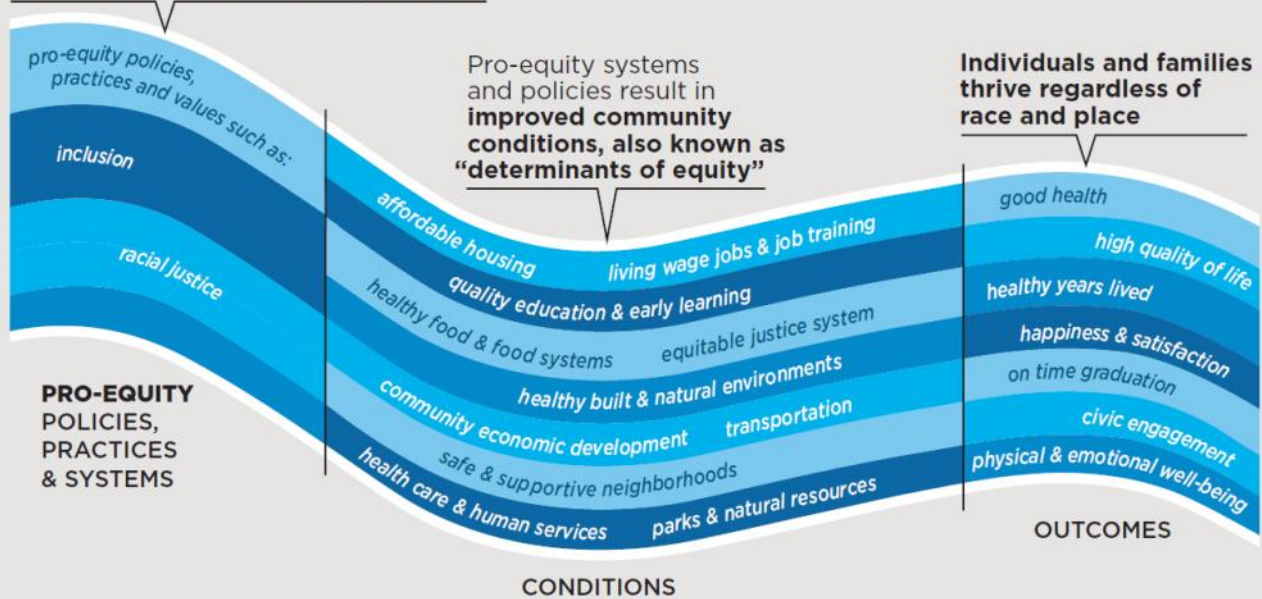 pro-equity policies,
practices and values such as:
inclusion
racial justice
PRO-EQUITY
POLICIES,
PRACTICES
& SYSTEMS
Pro-equity systems
and policies result in
improved community
conditions, also known as
“determinants of equity”
affordable housing
living wage jobs & job training
quality education & early learning
healthy food & food systems
equitable justice system
healthy built & natural environments
community economic development
transportation
safe & supportive neighborhoods
health care & human services
parks & natural resources
CONDITIONS
Individuals and families
thrive regardless of
race and place
good health
high quality of life
healthy years lived
happiness & satisfaction
on time graduation
civic engagement
physical & emotional well-being
OUTCOMES